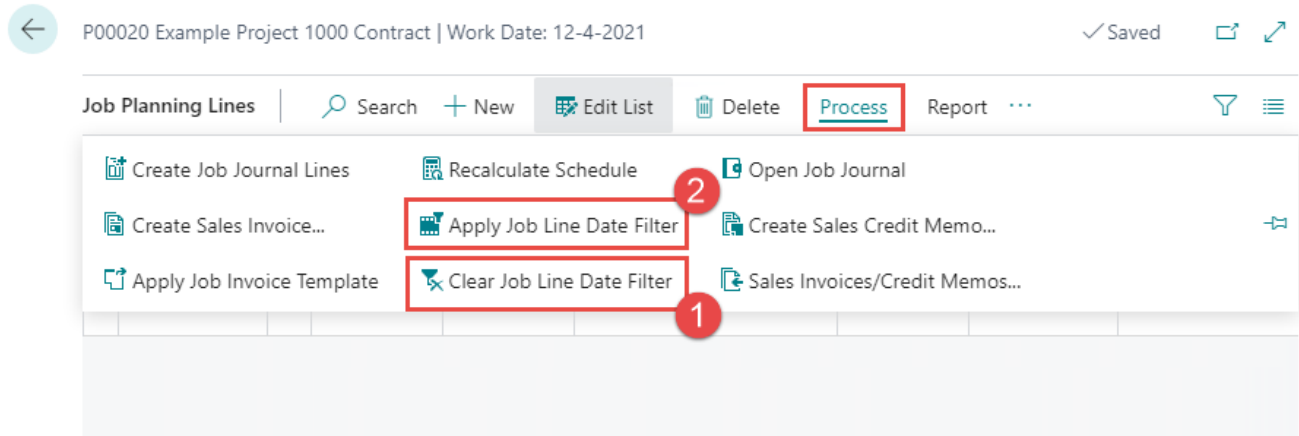 P00020 Example Project 1000 Contract | Work Date: 12-4-2021 Saved
Job Planning Lines Search New Edit List Delete Process Report ...
Create Job Journal Lines Recalculate Schedule Open Job Journal
2
Create Sales Invoice... Apply Job Line Date Filter Create Sales Credit Memo...
Apply Job Invoice Template Clear Job Line Date Filter Sales Invoices/Credit Memos...
1